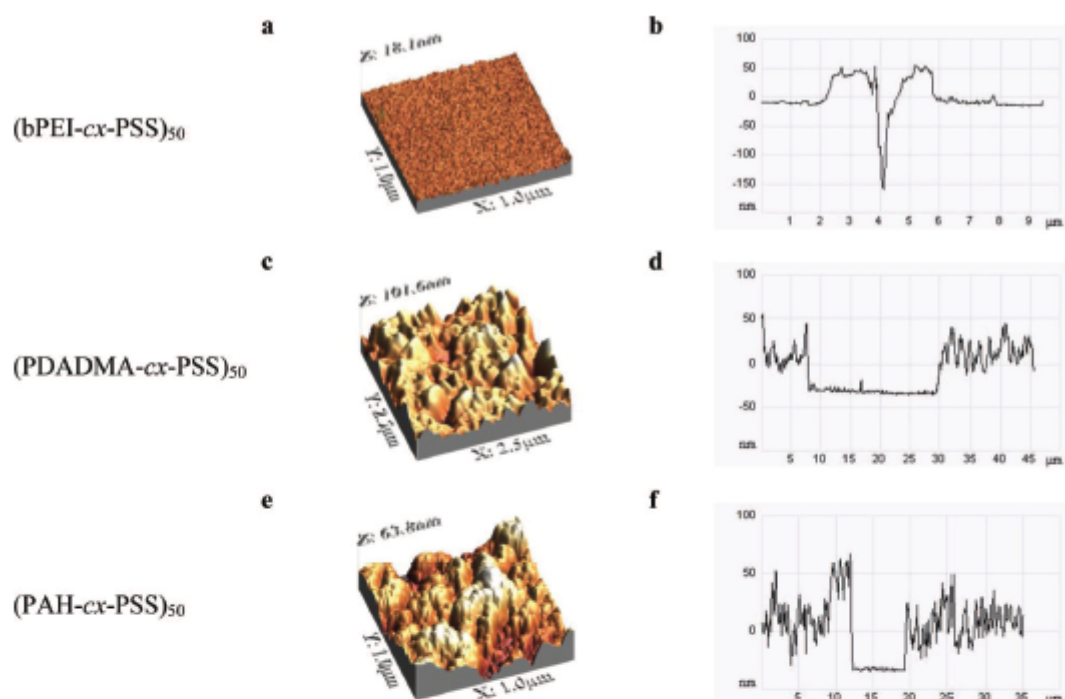 a
b
(bPEI-cx-PSS)50
Z: 18.1nm
Y: 1.0µm
X: 1.0µm
100
50
0
-50
-100
-150
nm
1 2 3 4 5 6 7 8 9 µm
c
d
(PDADMA-cx-PSS)50
Z: 101.6nm
X: 2.5µm
100
50
0
-50
nm
5 10 15 20 25 30 35 40 45 µm
e
f
(PAH-cx-PSS)50
Z: 63.8nm
Y: 1.0µm
X: 1.0µm
100
50
0
nm
5 10 15 20 25 30 35 µm